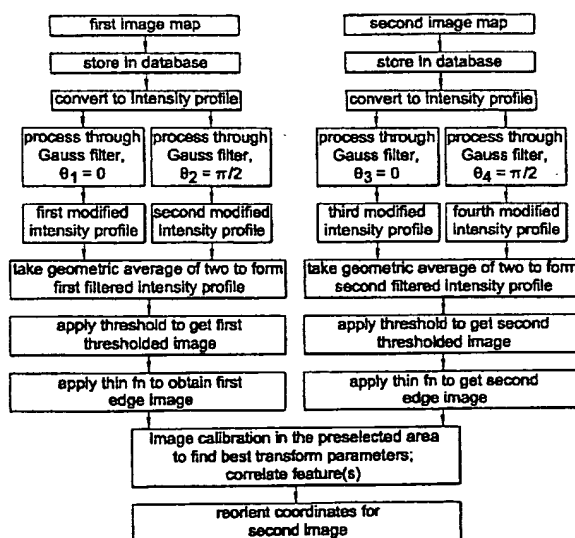 first image map
store in database
convert to intensity profile
process through
Gauss filter,
θ1 = 0
process through
Gauss filter,
θ2 = π/2
first modified
intensity profile
second modified
intensity profile
take geometric average of two to form
first filtered intensity profile
apply threshold to get first
thresholded image
apply thin fn to obtain first
edge image
second image map
store in database
convert to intensity profile
process through
Gauss filter,
θ3 = 0
process through
Gauss filter,
θ4 = π/2
third modified
intensity profile
fourth modified
intensity profile
take geometric average of two to form
second filtered intensity profile
apply threshold to get second
thresholded image
apply thin fn to get second
edge image
Image calibration in the preselected area
to find best transform parameters;
correlate feature(s)
reorient coordinates for
second image